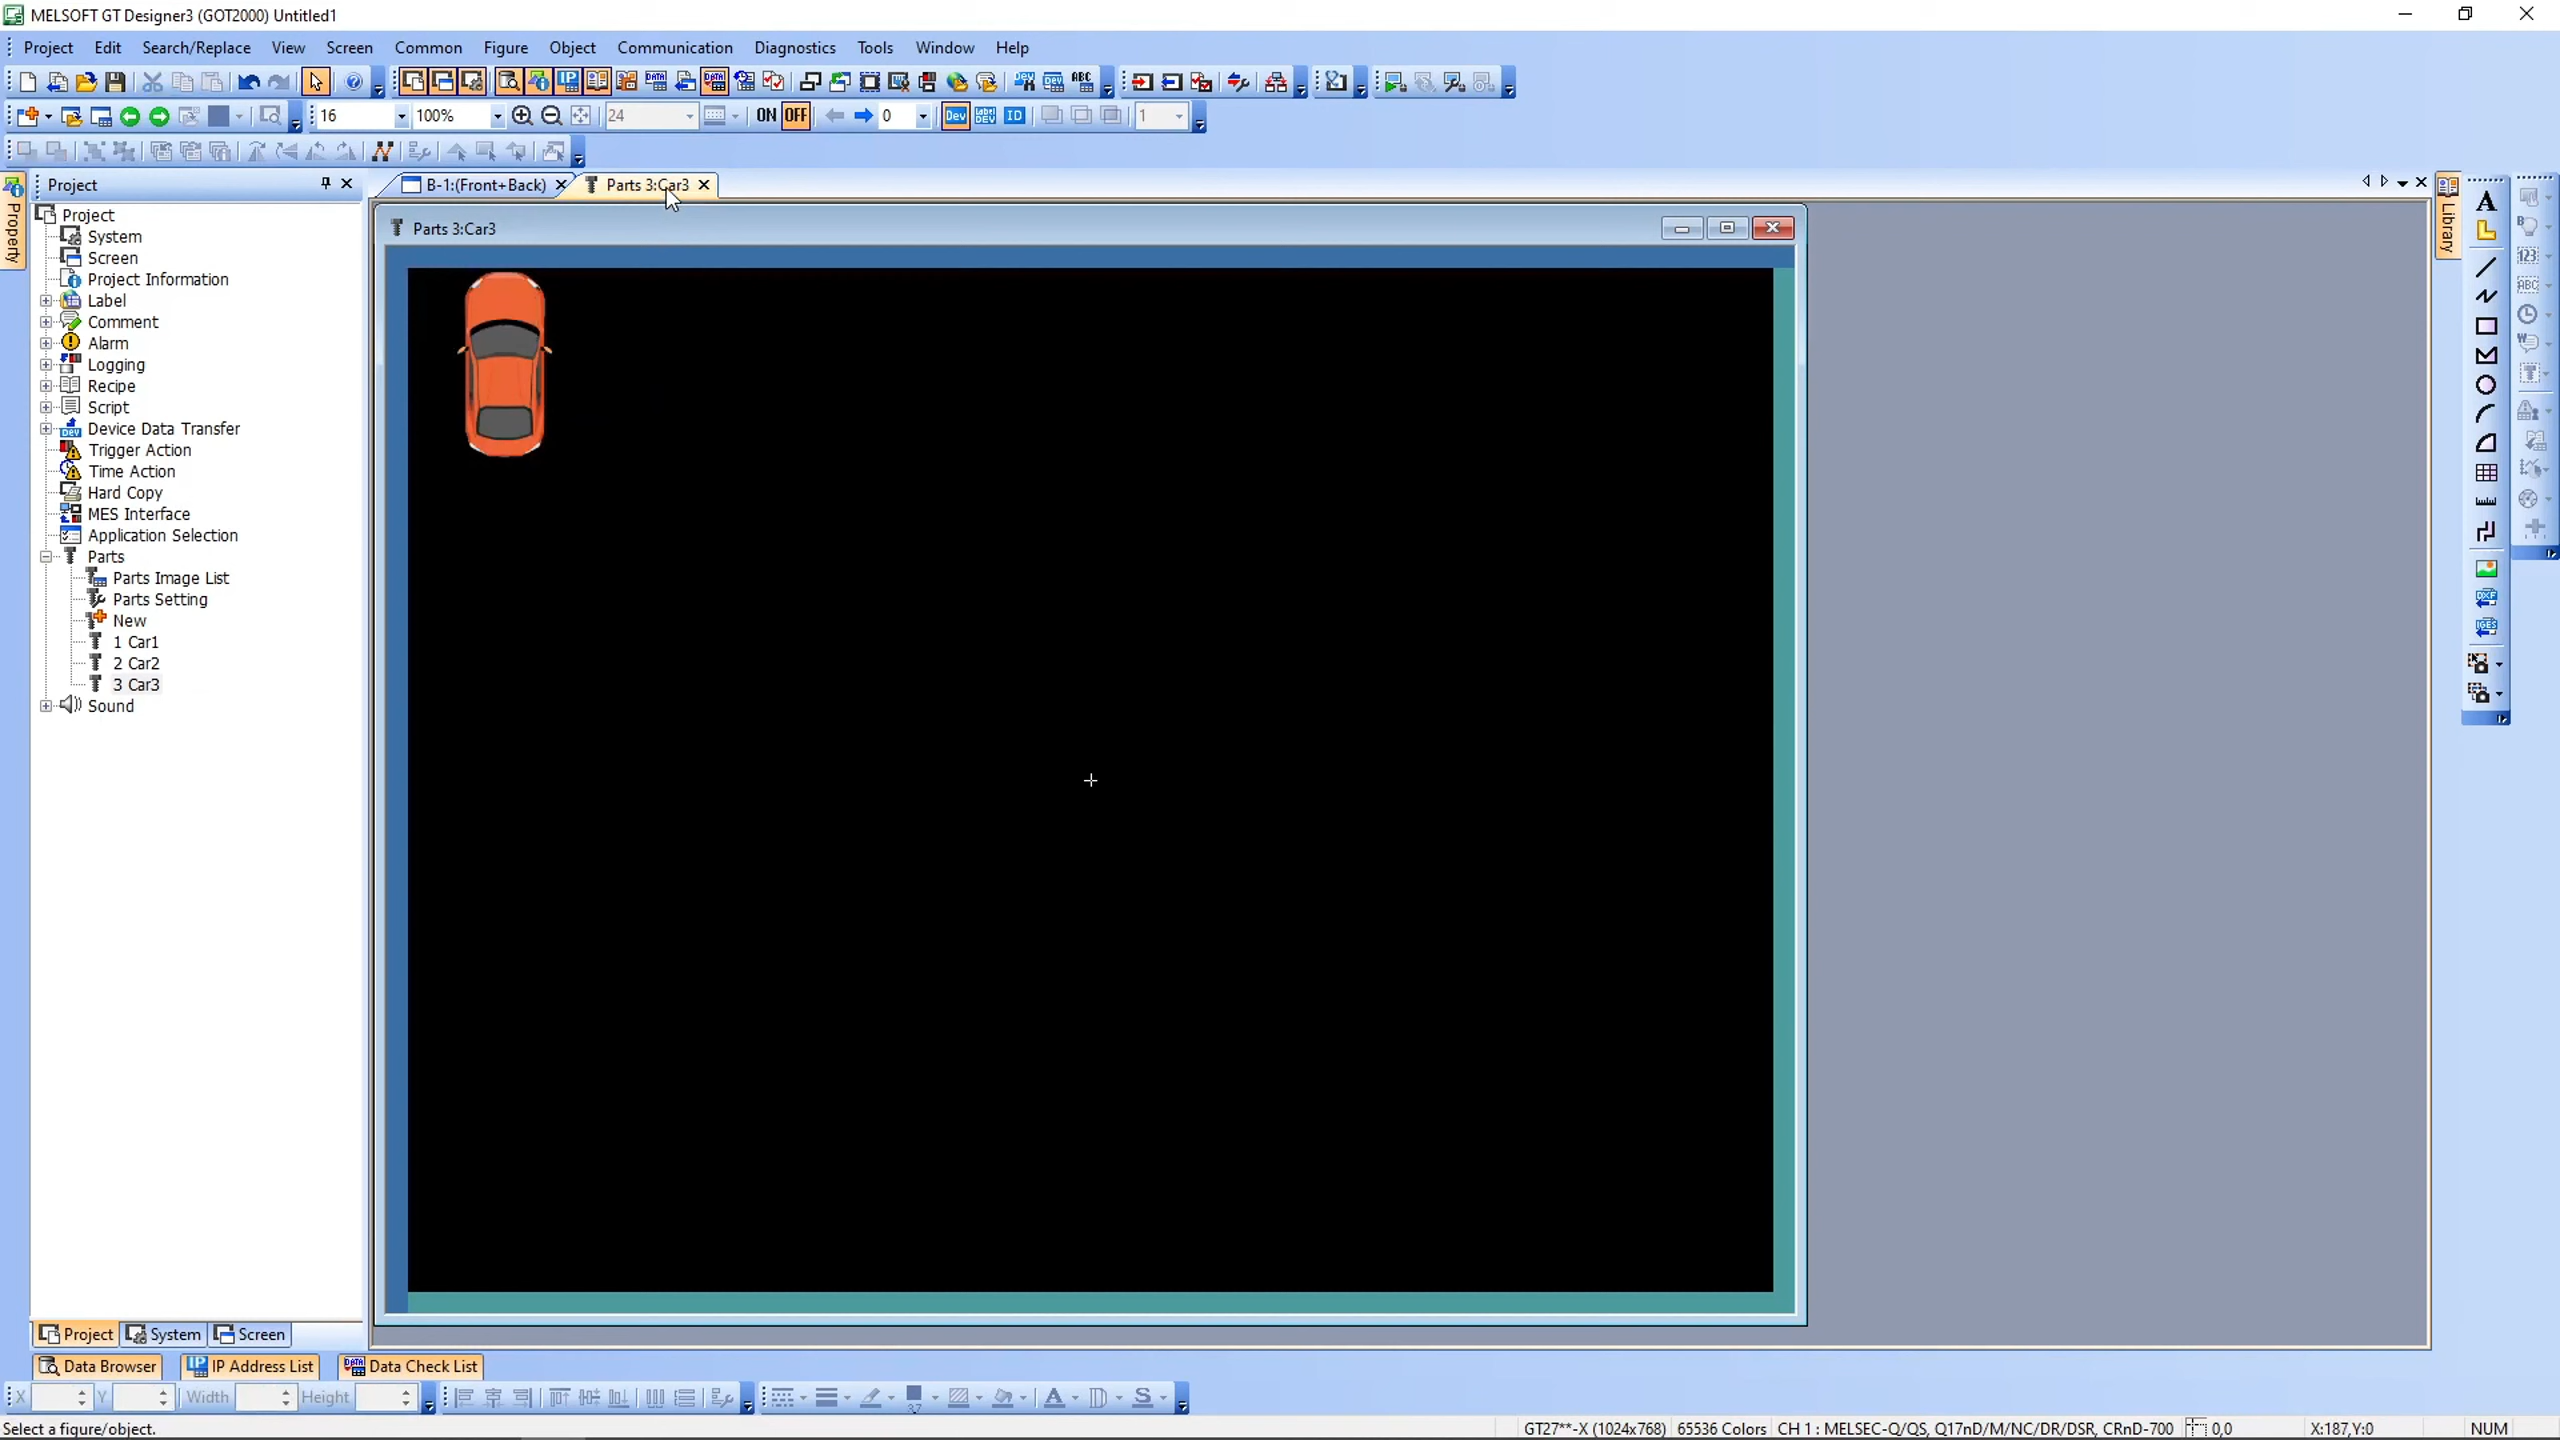 MELSOFT GT Designer3 (GOT2000) Untitled1
Project Edit Search/Replace View Screen Common Figure Object Communication Diagnostics Tools Window Help
16 100% 24 ON OFF 0 Dev ID 1
Project
B-1:(Front+Back) Parts 3:Car3
Property
Library
Parts 3:Car3
Project
System
Screen
Project Information
Label
Comment
Alarm
Logging
Recipe
Script
Device Data Transfer
Trigger Action
Time Action
Hard Copy
MES Interface
Application Selection
Parts
Parts Image List
Parts Setting
New
1 Car1
2 Car2
3 Car3
Sound
Project System Screen
Data Browser IP Address List Data Check List
X Y Width Height
Select a figure/object. GT27**-X (1024x768) 65536 Colors CH 1 : MELSEC-Q/QS, Q17nD/M/NC/DR/DSR, CRnD-700 0,0 X:187,Y:0 NUM